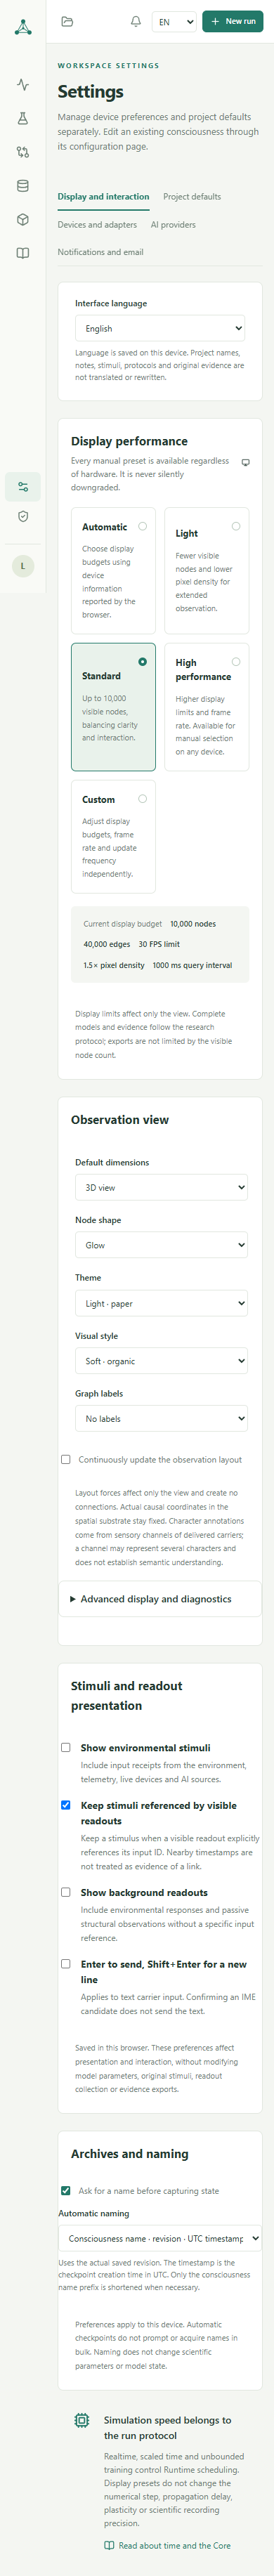 EN
+ New run
WORKSPACE SETTINGS
Settings
Manage device preferences and project defaults
separately. Edit an existing consciousness through
its configuration page.
Display and interaction
Project defaults
Devices and adapters
AI providers
Notifications and email
Interface language
English
Language is saved on this device. Project names,
notes, stimuli, protocols and original evidence are
not translated or rewritten.
Display performance
Every manual preset is available regardless
of hardware. It is never silently
downgraded.
Automatic
Choose display
budgets using
device
information
reported by the
browser.
Light
Fewer visible
nodes and lower
pixel density for
extended
observation.
L
Standard
Up to 10,000
visible nodes,
balancing clarity
and interaction.
High
performance
Higher display
limits and frame
rate. Available for
manual selection
on any device.
Custom
Adjust display
budgets, frame
rate and update
frequency
independently.
Current display budget 10,000 nodes
40,000 edges 30 FPS limit
1.5× pixel density 1000 ms query interval
Display limits affect only the view. Complete
models and evidence follow the research
protocol; exports are not limited by the visible
node count.
Observation view
Default dimensions
3D view
Node shape
Glow
Theme
Light · paper
Visual style
Soft · organic
Graph labels
No labels
Continuously update the observation layout
Layout forces affect only the view and create no
connections. Actual causal coordinates in the
spatial substrate stay fixed. Character annotations
come from sensory channels of delivered carriers;
a channel may represent several characters and
does not establish semantic understanding.
▶ Advanced display and diagnostics
Stimuli and readout
presentation
Show environmental stimuli
Include input receipts from the environment,
telemetry, live devices and AI sources.
Keep stimuli referenced by visible
readouts
Keep a stimulus when a visible readout explicitly
references its input ID. Nearby timestamps are
not treated as evidence of a link.
Show background readouts
Include environmental responses and passive
structural observations without a specific input
reference.
Enter to send, Shift+Enter for a new
line
Applies to text carrier input. Confirming an IME
candidate does not send the text.
Saved in this browser. These preferences affect
presentation and interaction, without modifying
model parameters, original stimuli, readout
collection or evidence exports.
Archives and naming
Ask for a name before capturing state
Automatic naming
Consciousness name · revision · UTC timestamp
Uses the actual saved revision. The timestamp is the
checkpoint creation time in UTC. Only the consciousness
name prefix is shortened when necessary.
Preferences apply to this device. Automatic
checkpoints do not prompt or acquire names in
bulk. Naming does not change scientific
parameters or model state.
Simulation speed belongs to
the run protocol
Realtime, scaled time and unbounded
training control Runtime scheduling.
Display presets do not change the
numerical step, propagation delay,
plasticity or scientific recording
precision.
Read about time and the Core